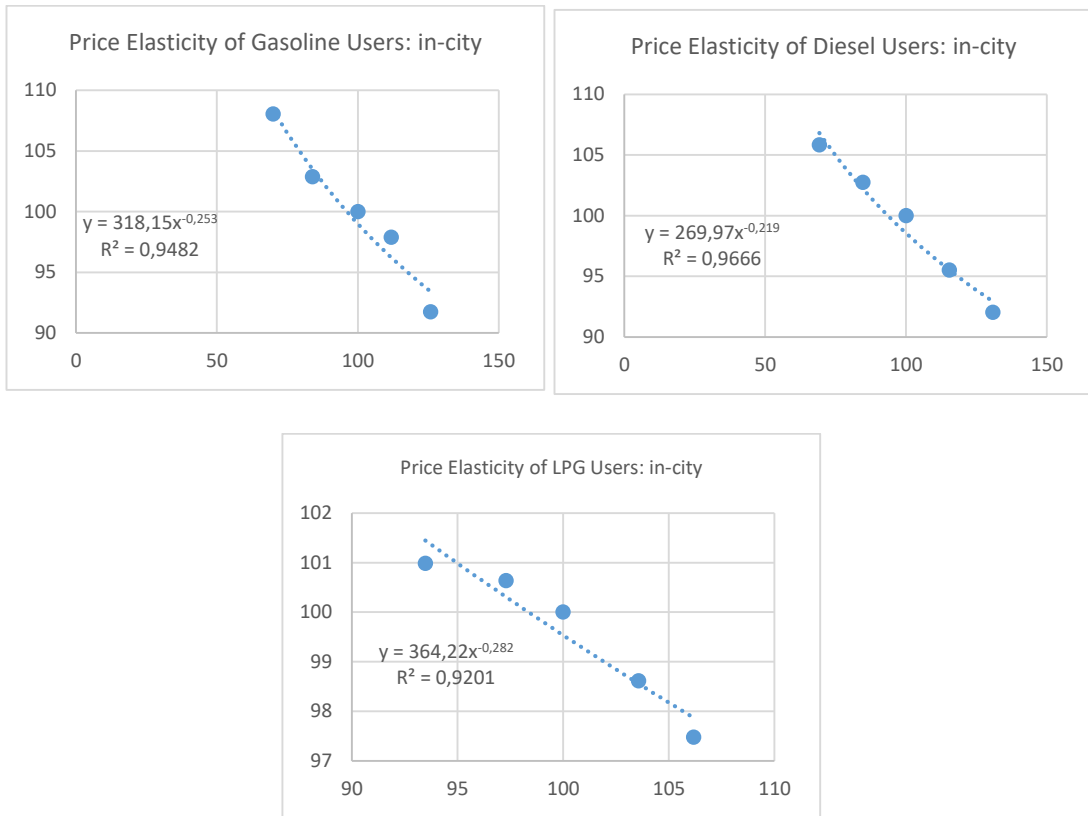 Price Elasticity of Gasoline Users: in-city
110
105
100
95
90
y = 318,15x^-0,253
R² = 0,9482
0 50 100 150
Price Elasticity of Diesel Users: in-city
110
105
100
95
90
y = 269,97x^-0,219
R² = 0,9666
0 50 100 150
Price Elasticity of LPG Users: in-city
102
101
100
99
98
97
y = 364,22x^-0,282
R² = 0,9201
90 95 100 105 110